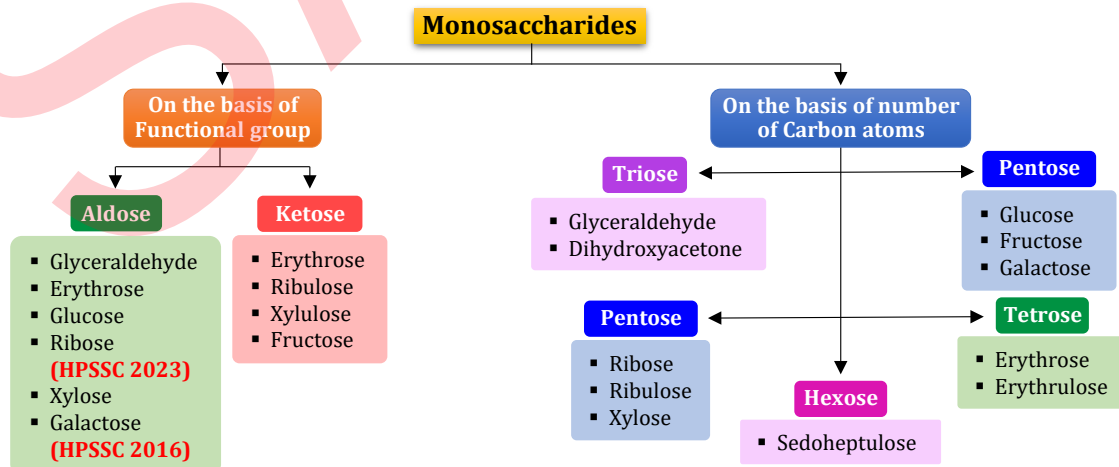 Monosaccharides
On the basis of
Functional group
Aldose
▪ Glyceraldehyde
▪ Erythrose
▪ Glucose
▪ Ribose
(HPSSC 2023)
▪ Xylose
▪ Galactose
(HPSSC 2016)
Ketose
▪ Erythrose
▪ Ribulose
▪ Xylulose
▪ Fructose
On the basis of number
of Carbon atoms
Triose
▪ Glyceraldehyde
▪ Dihydroxyacetone
Pentose
▪ Glucose
▪ Fructose
▪ Galactose
Pentose
▪ Ribose
▪ Ribulose
▪ Xylose
Hexose
▪ Sedoheptulose
Tetrose
▪ Erythrose
▪ Erythrulose